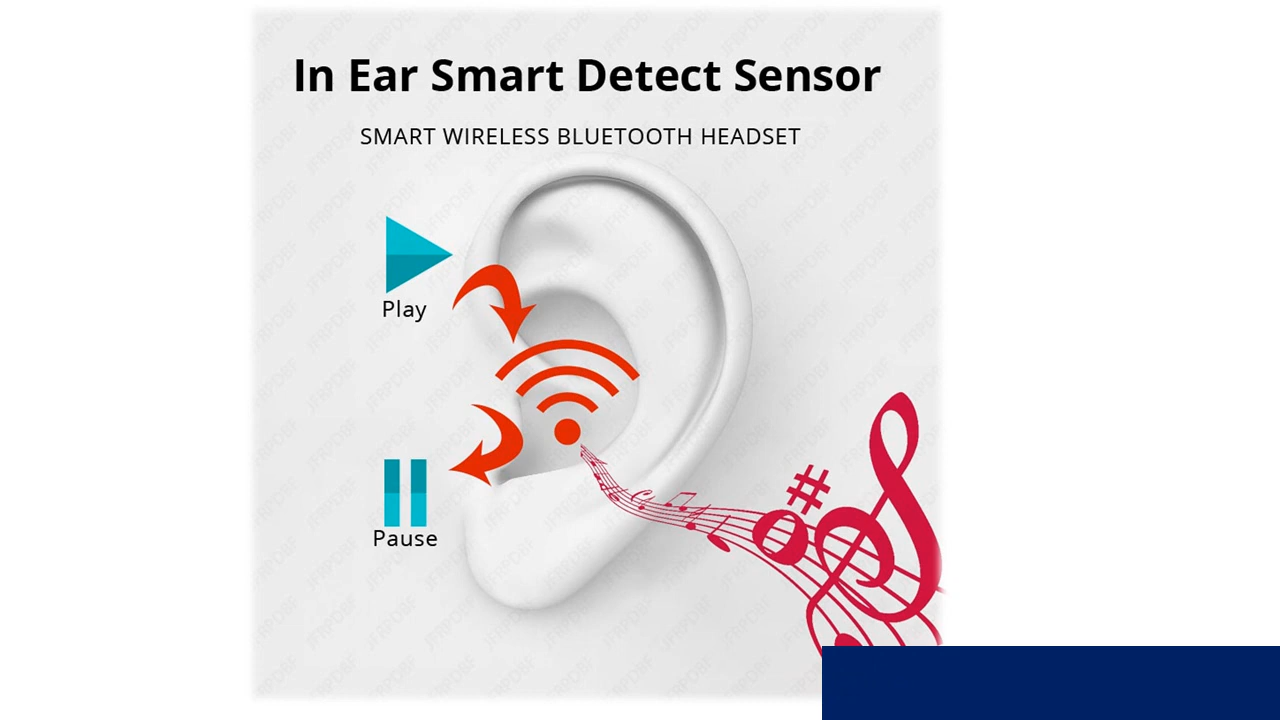 In Ear Smart Detect Sensor
SMART WIRELESS BLUETOOTH HEADSET
Play
Pause